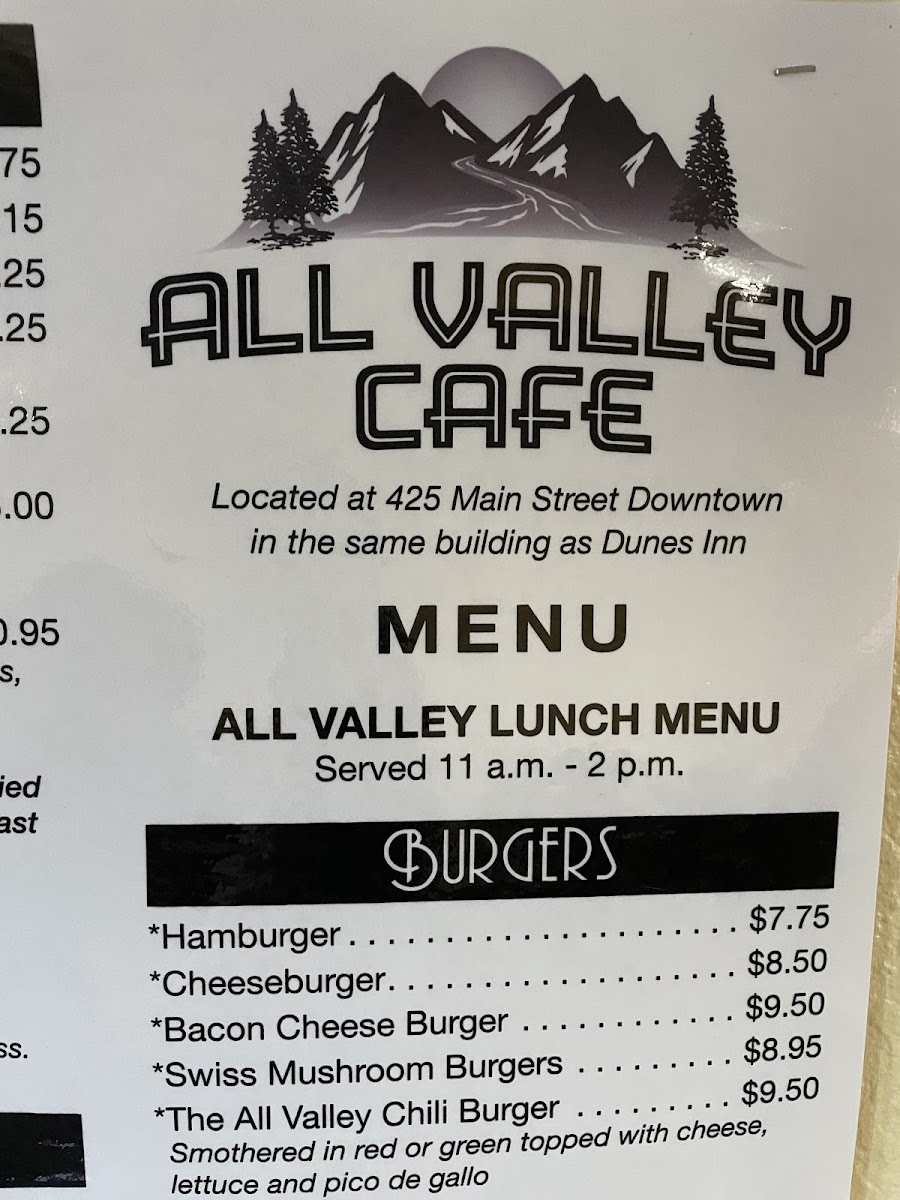 75
15
.25
.25
.25
.00
0.95
s,
ied
ast
ss.
ALL VALLEY
CAFE
Located at 425 Main Street Downtown
in the same building as Dunes Inn
MENU
ALL VALLEY LUNCH MENU
Served 11 a.m. - 2 p.m.
BURGERS
*Hamburger . . . . . . . . . . . . . . . . . . . . $7.75
*Cheeseburger. . . . . . . . . . . . . . . . . . . $8.50
*Bacon Cheese Burger . . . . . . . . . . . . $9.50
*Swiss Mushroom Burgers . . . . . . . . . $8.95
*The All Valley Chili Burger . . . . . . . . . $9.50
Smothered in red or green topped with cheese,
lettuce and pico de gallo